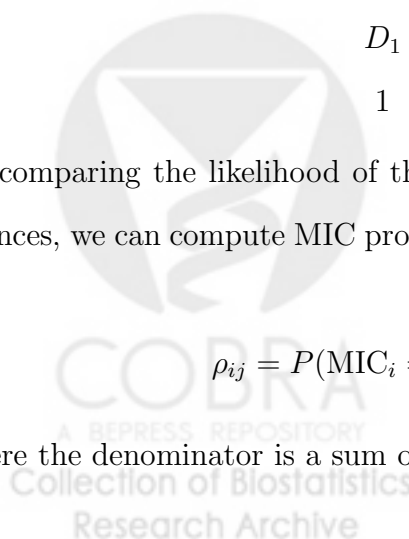 D₁
1
comparing the likelihood of th
nces, we can compute MIC pro
ρᵢⱼ = P(MICᵢ =
COBRA
A BEPRESS REPOSITORY
ere the denominator is a sum o
Collection of Biostatistics
Research Archive